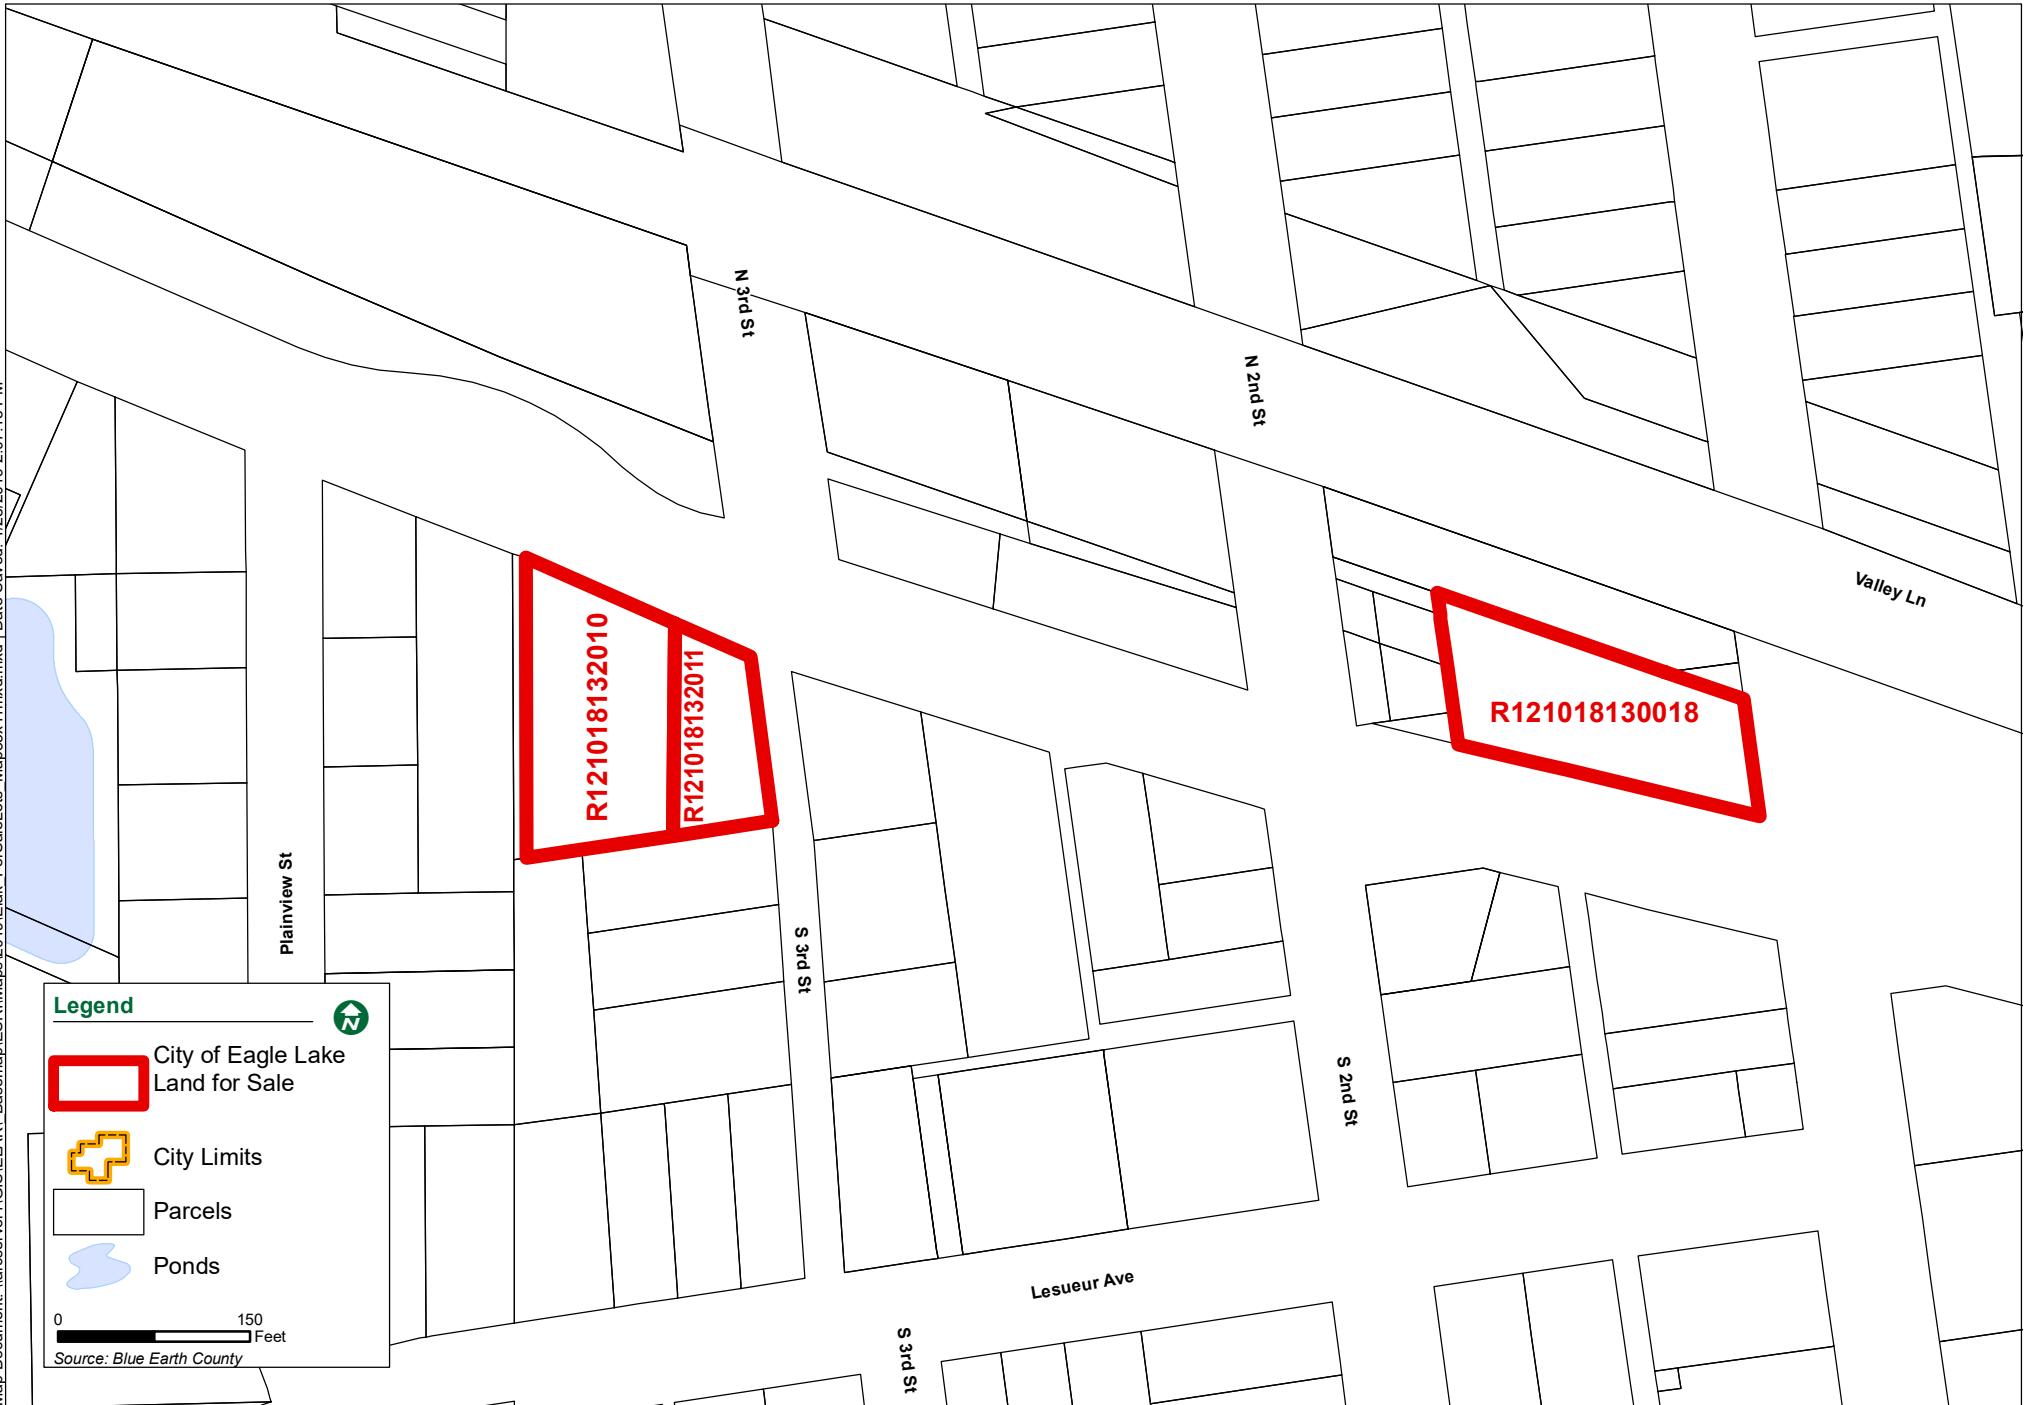 N 3rd St
N 2nd St
Valley Ln
R121018132010
R121018132011
R121018130018
Plainview St
S 3rd St
S 2nd St
Lesueur Ave
S 3rd St
Legend
N
City of Eagle Lake
Land for Sale
City Limits
Parcels
Ponds
0 150
Feet
Source: Blue Earth County